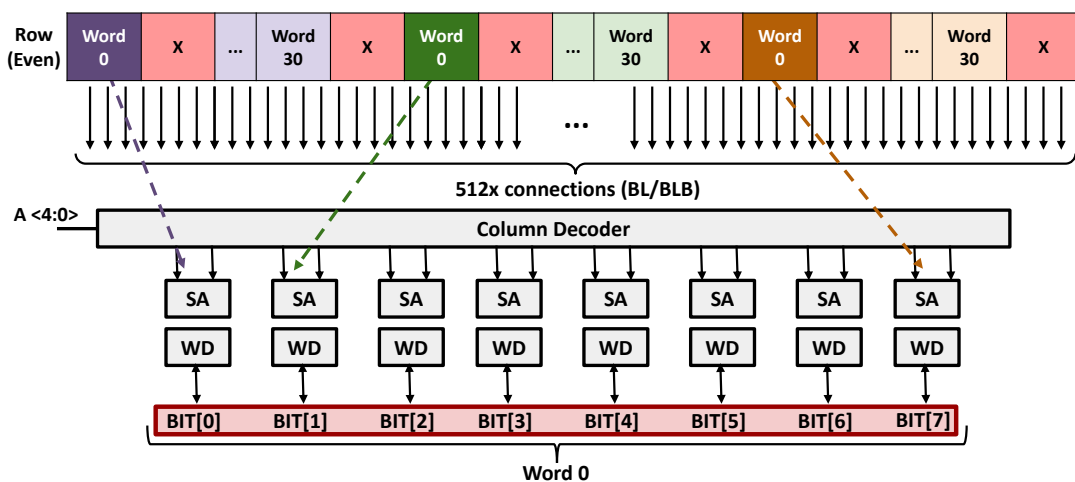 Row
(Even)
Word
0
X
...
Word
30
X
Word
0
X
...
Word
30
X
Word
0
X
...
Word
30
X
...
512x connections (BL/BLB)
A <4:0>
Column Decoder
SA SA SA SA SA SA SA SA
WD WD WD WD WD WD WD WD
BIT[0] BIT[1] BIT[2] BIT[3] BIT[4] BIT[5] BIT[6] BIT[7]
Word 0